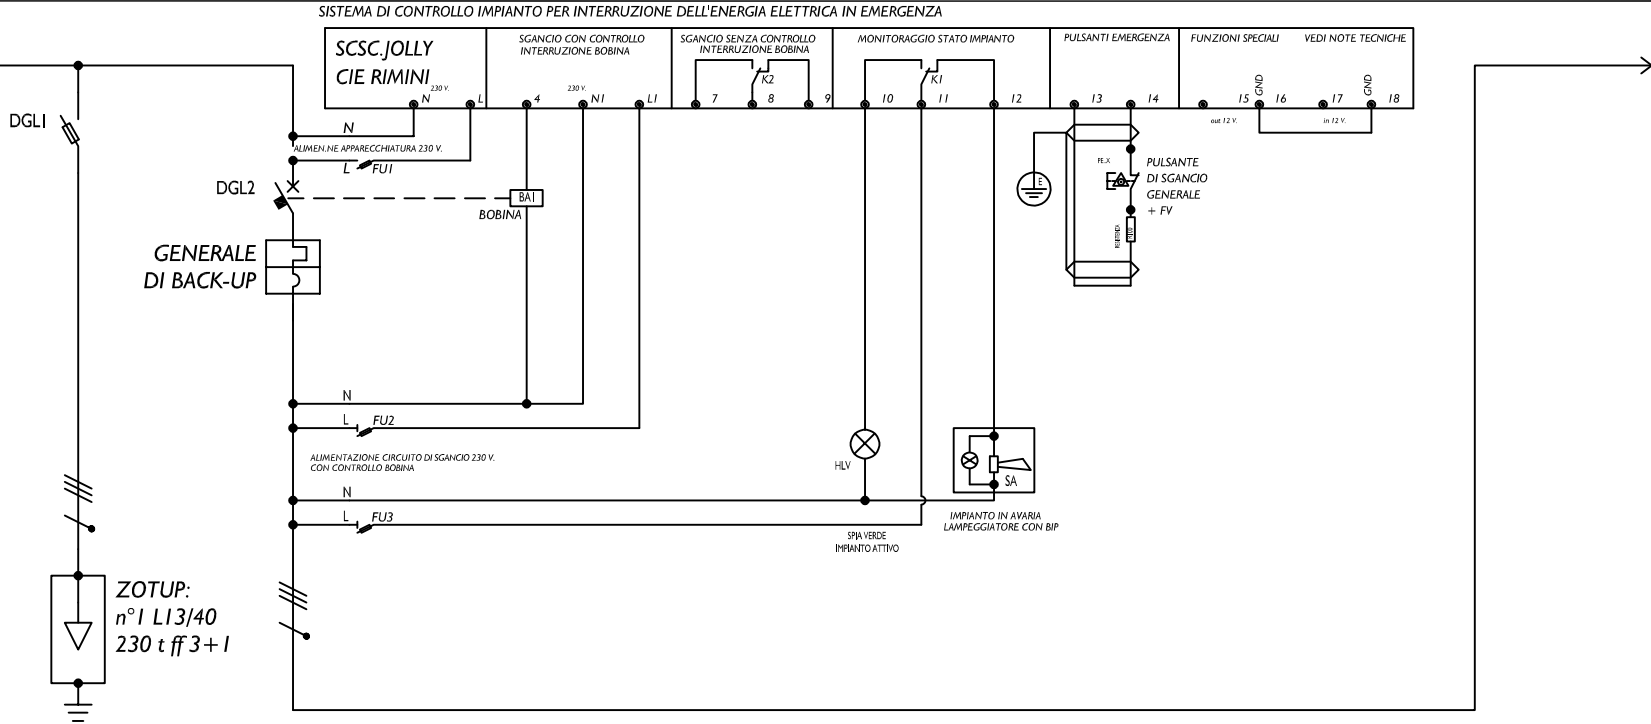 SISTEMA DI CONTROLLO IMPIANTO PER INTERRUZIONE DELL'ENERGIA ELETTRICA IN EMERGENZA
SCSC.JOLLY
CIE RIMINI
230 V.
N
L
SGANCIO CON CONTROLLO
INTERRUZIONE BOBINA
230 V.
4
N1
L1
SGANCIO SENZA CONTROLLO
INTERRUZIONE BOBINA
K2
7
8
9
MONITORAGGIO STATO IMPIANTO
K1
10
11
12
PULSANTI EMERGENZA
13
14
FUNZIONI SPECIALI
VEDI NOTE TECNICHE
GND
GND
15
16
17
18
out 12 V.
in 12 V.
DGL1
N
ALIMEN.NE APPARECCHIATURA 230 V.
L
FU1
DGL2
BA1
BOBINA
GENERALE
DI BACK-UP
E
PE.X
PULSANTE
DI SGANCIO
GENERALE
+ FV
RESISTENZA
N
L
FU2
ALIMENTAZIONE CIRCUITO DI SGANCIO 230 V.
CON CONTROLLO BOBINA
HLV
SA
N
L
FU3
IMPIANTO IN AVARIA
LAMPEGGIATORE CON BIP
SPIA VERDE
IMPIANTO ATTIVO
ZOTUP:
n°1 L13/40
230 t ff 3+1